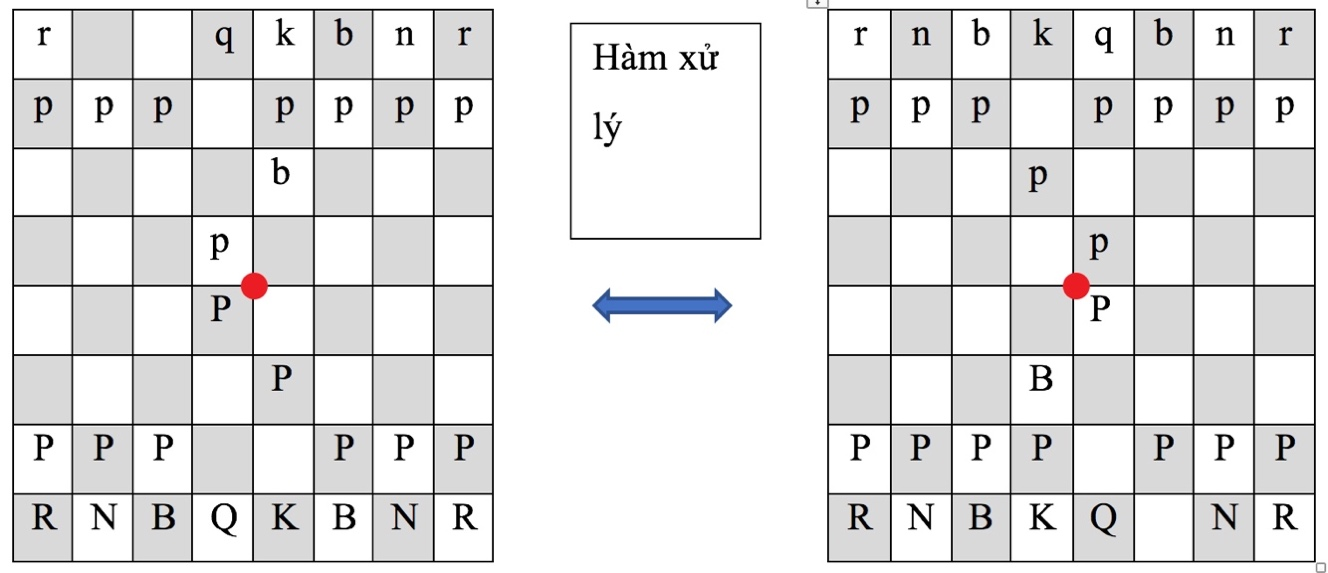 r q k b n r
p p p p p p p
b
p
P
P
P P P P P P
R N B Q K B N R
Hàm xử
lý
r n b k q b n r
p p p p p p p
p
p
P
B
P P P P P P P
R N B K Q N R